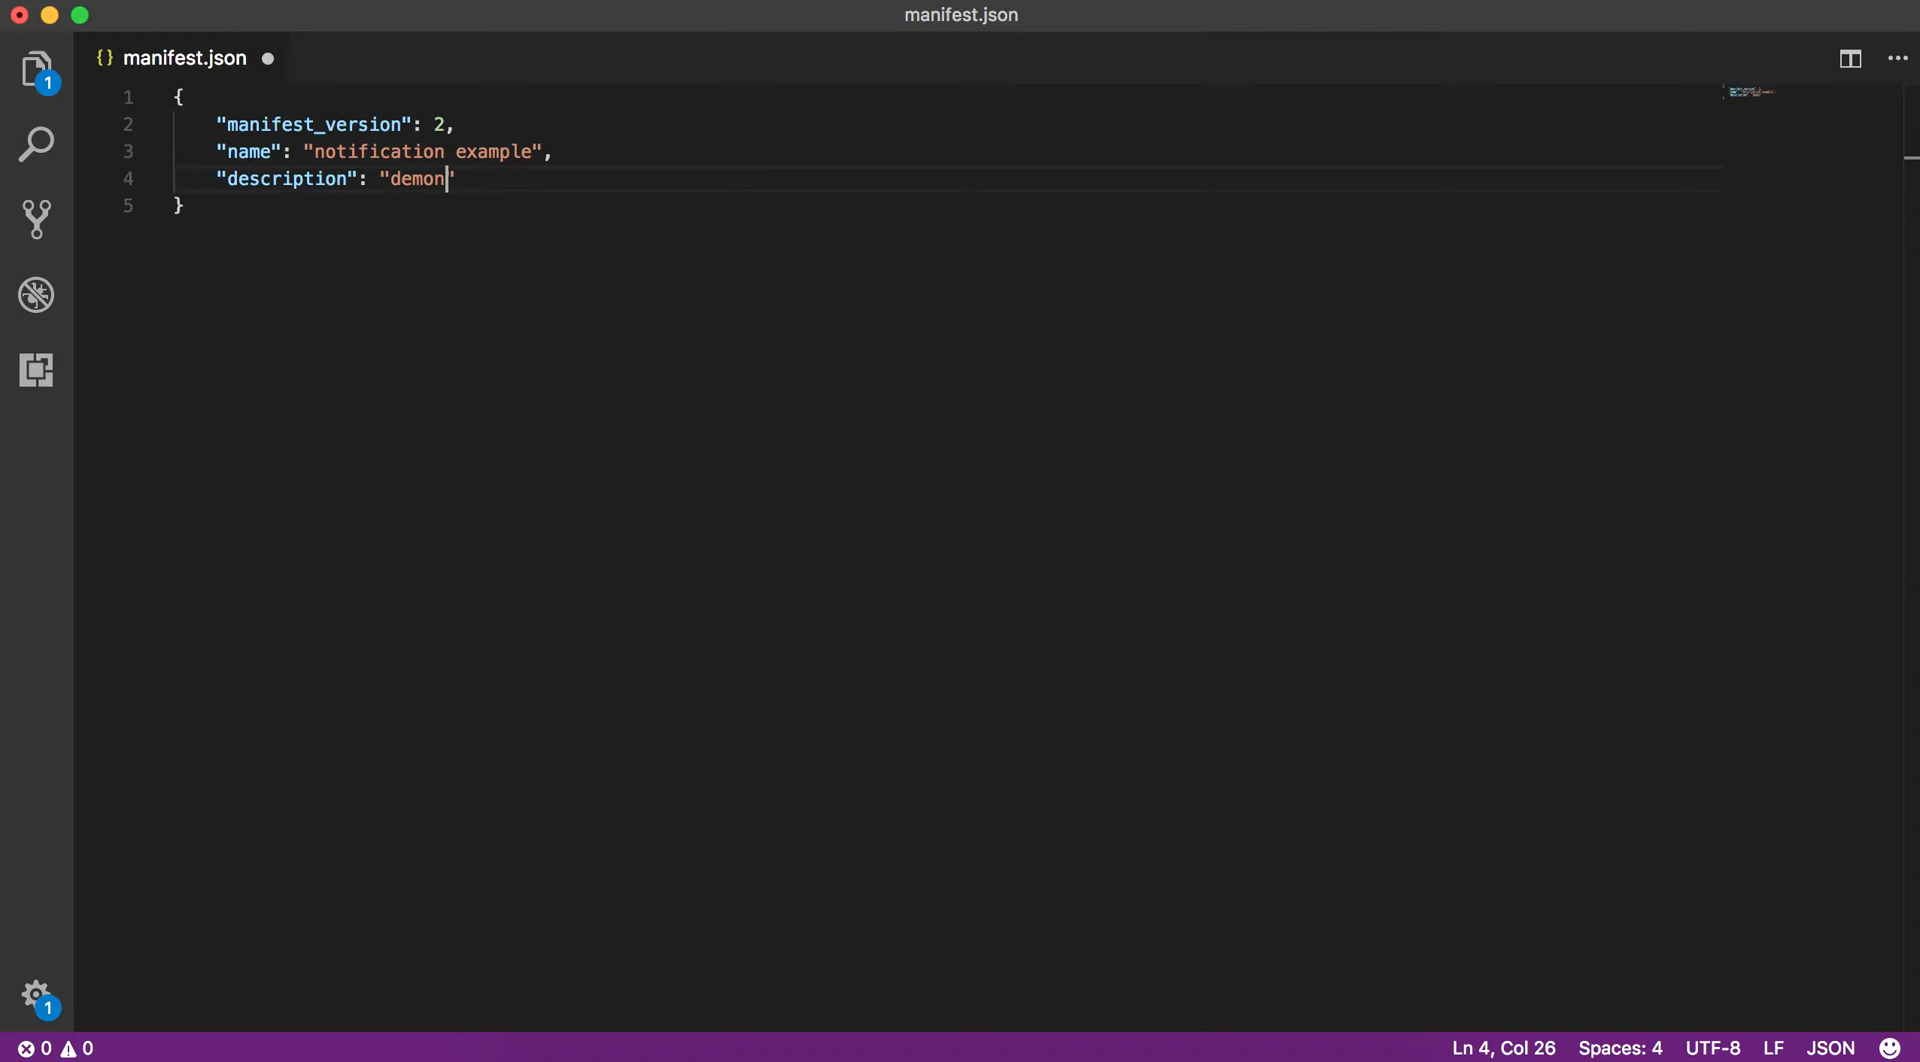 manifest.json
{} manifest.json
1 {
1
2 "manifest_version": 2,
3 "name": "notification example",
4 "description": "demon"
5 }
1
0 0 Ln 4, Col 26 Spaces: 4 UTF-8 LF JSON